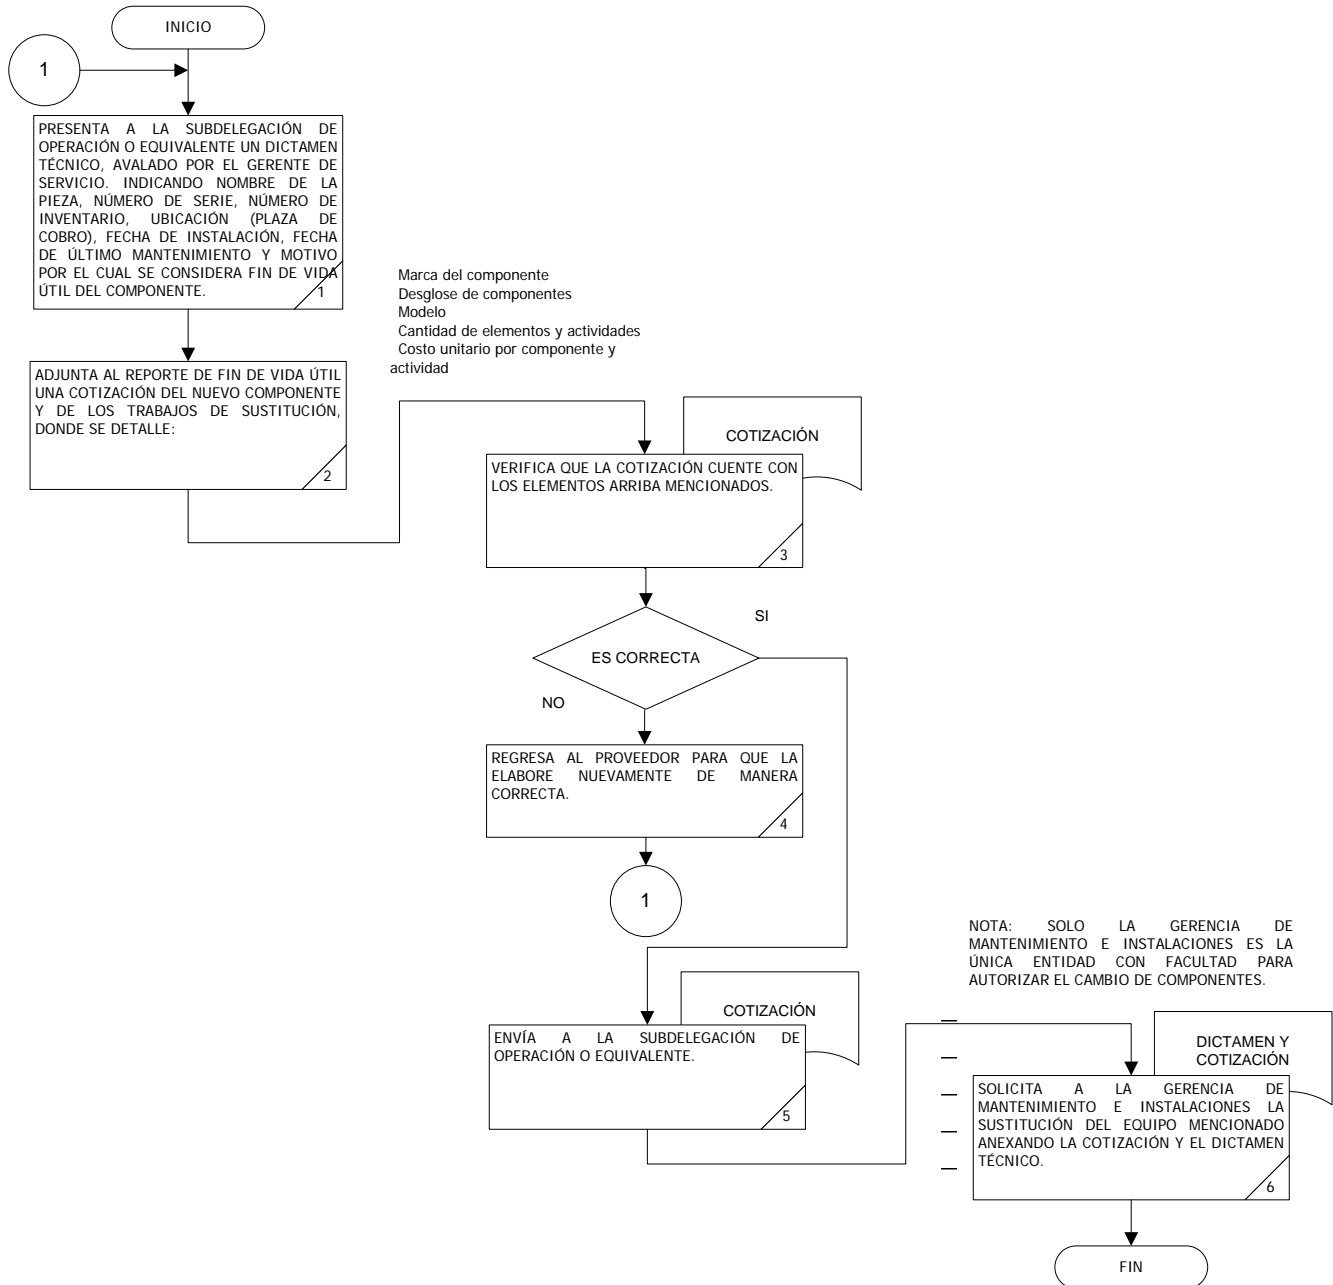 INICIO
1
PRESENTA A LA SUBDELEGACIÓN DE
OPERACIÓN O EQUIVALENTE UN DICTAMEN
TÉCNICO, AVALADO POR EL GERENTE DE
SERVICIO. INDICANDO NOMBRE DE LA
PIEZA, NÚMERO DE SERIE, NÚMERO DE
INVENTARIO, UBICACIÓN (PLAZA DE
COBRO), FECHA DE INSTALACIÓN, FECHA
DE ÚLTIMO MANTENIMIENTO Y MOTIVO
POR EL CUAL SE CONSIDERA FIN DE VIDA
ÚTIL DEL COMPONENTE.
1
ADJUNTA AL REPORTE DE FIN DE VIDA ÚTIL
UNA COTIZACIÓN DEL NUEVO COMPONENTE
Y DE LOS TRABAJOS DE SUSTITUCIÓN,
DONDE SE DETALLE:
2
Marca del componente
Desglose de componentes
Modelo
Cantidad de elementos y actividades
Costo unitario por componente y
actividad
COTIZACIÓN
VERIFICA QUE LA COTIZACIÓN CUENTE CON
LOS ELEMENTOS ARRIBA MENCIONADOS.
3
SI
ES CORRECTA
NO
REGRESA AL PROVEEDOR PARA QUE LA
ELABORE NUEVAMENTE DE MANERA
CORRECTA.
4
1
COTIZACIÓN
ENVÍA A LA SUBDELEGACIÓN DE
OPERACIÓN O EQUIVALENTE.
5
NOTA: SOLO LA GERENCIA DE
MANTENIMIENTO E INSTALACIONES ES LA
ÚNICA ENTIDAD CON FACULTAD PARA
AUTORIZAR EL CAMBIO DE COMPONENTES.
DICTAMEN Y
COTIZACIÓN
SOLICITA A LA GERENCIA DE
MANTENIMIENTO E INSTALACIONES LA
SUSTITUCIÓN DEL EQUIPO MENCIONADO
ANEXANDO LA COTIZACIÓN Y EL DICTAMEN
TÉCNICO.
6
FIN